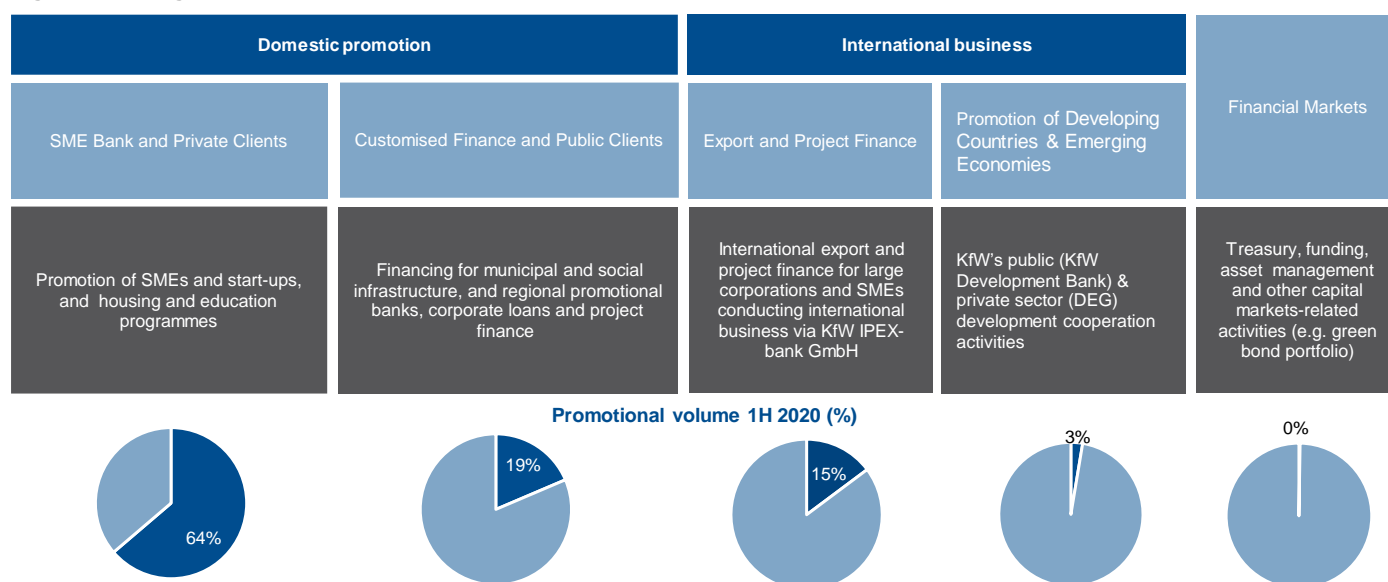 Domestic promotion
International business
Financial Markets
SME Bank and Private Clients
Customised Finance and Public Clients
Export and Project Finance
Promotion of Developing
Countries & Emerging
Economies
Promotion of SMEs and start-ups,
and housing and education
programmes
Financing for municipal and social
infrastructure, and regional promotional
banks, corporate loans and project
finance
International export and
project finance for large
corporations and SMEs
conducting international
business via KfW IPEX-
bank GmbH
KfW's public (KfW
Development Bank) &
private sector (DEG)
development cooperation
activities
Treasury, funding,
asset management
and other capital
markets-related
activities (e.g. green
bond portfolio)
Promotional volume 1H 2020 (%)
64%
19%
15%
3%
0%